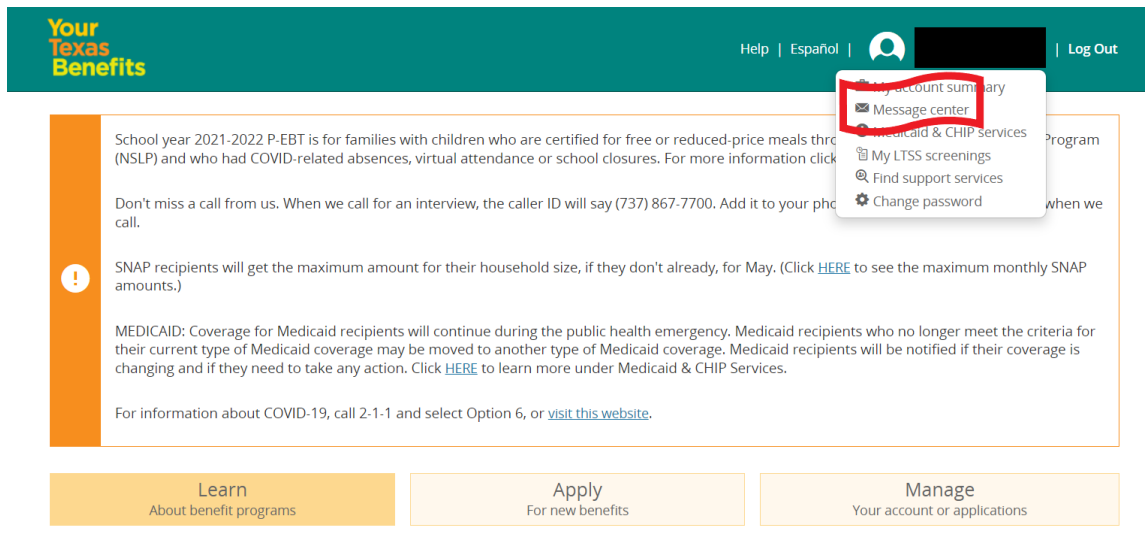 Your
Texas
Benefits
Help | Español |
| Log Out
My account summary
Message center
Medicaid & CHIP services
My LTSS screenings
Find support services
Change password
School year 2021-2022 P-EBT is for families with children who are certified for free or reduced-price meals thro Program
(NSLP) and who had COVID-related absences, virtual attendance or school closures. For more information click
Don't miss a call from us. When we call for an interview, the caller ID will say (737) 867-7700. Add it to your pho when we
call.
SNAP recipients will get the maximum amount for their household size, if they don't already, for May. (Click HERE to see the maximum monthly SNAP
amounts.)
MEDICAID: Coverage for Medicaid recipients will continue during the public health emergency. Medicaid recipients who no longer meet the criteria for
their current type of Medicaid coverage may be moved to another type of Medicaid coverage. Medicaid recipients will be notified if their coverage is
changing and if they need to take any action. Click HERE to learn more under Medicaid & CHIP Services.
For information about COVID-19, call 2-1-1 and select Option 6, or visit this website.
Learn
About benefit programs
Apply
For new benefits
Manage
Your account or applications